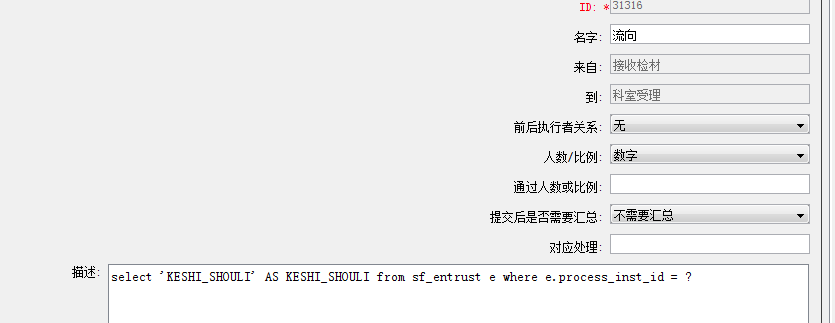 ID: *31316
名字: 流向
来自: 接收检材
到: 科室受理
前后执行者关系: 无
人数/比例: 数字
通过人数或比例:
提交后是否需要汇总: 不需要汇总
对应处理:
描述: select 'KESHI_SHOULI' AS KESHI_SHOULI from sf_entrust e where e.process_inst_id = ?